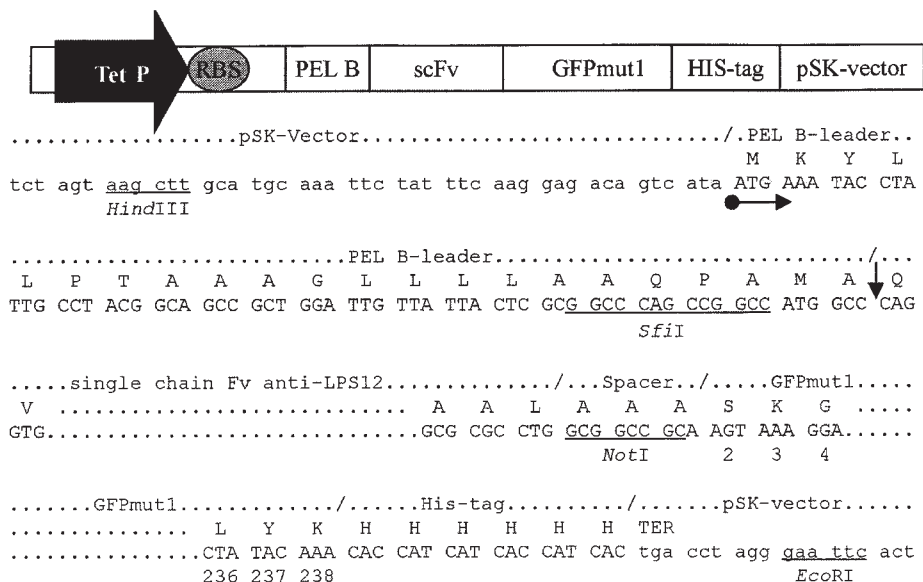 Tet P RBS PEL B scFv GFPmut1 HIS-tag pSK-vector
..................pSK-Vector............................./.PEL B-leader..
M K Y L
tct agt aag ctt gca tgc aaa ttc tat ttc aag gag aca gtc ata ATG AAA TAC CTA
HindIII
...........................PEL B-leader................................/...
L P T A A A G L L L L A A Q P A M A Q
TTG CCT ACG GCA GCC GCT GGA TTG TTA TTA CTC GCG GCC CAG CCG GCC ATG GCC CAG
SfiI
.....single chain Fv anti-LPS12............../...Spacer../.....GFPmut1.....
V ............................. A A L A A A S K G ......
GTG............................. GCG CGC CTG GCG GCC GCA AGT AAA GGA......
NotI 2 3 4
.......GFPmut1............/......His-tag........../.......pSK-vector.......
............... L Y K H H H H H H TER
............... CTA TAC AAA CAC CAT CAT CAC CAT CAC tga cct agg gaa ttc act
236 237 238 EcoRI